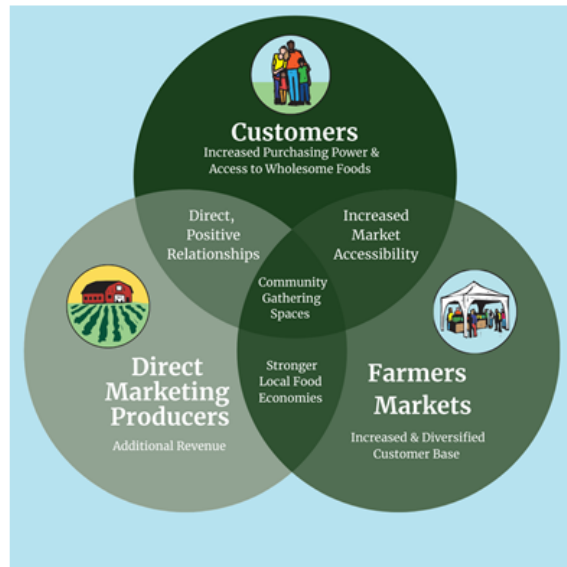 Customers
Increased Purchasing Power &
Access to Wholesome Foods
Direct,
Positive
Relationships
Increased
Market
Accessibility
Community
Gathering
Spaces
Direct
Marketing
Producers
Additional Revenue
Stronger
Local Food
Economies
Farmers
Markets
Increased & Diversified
Customer Base